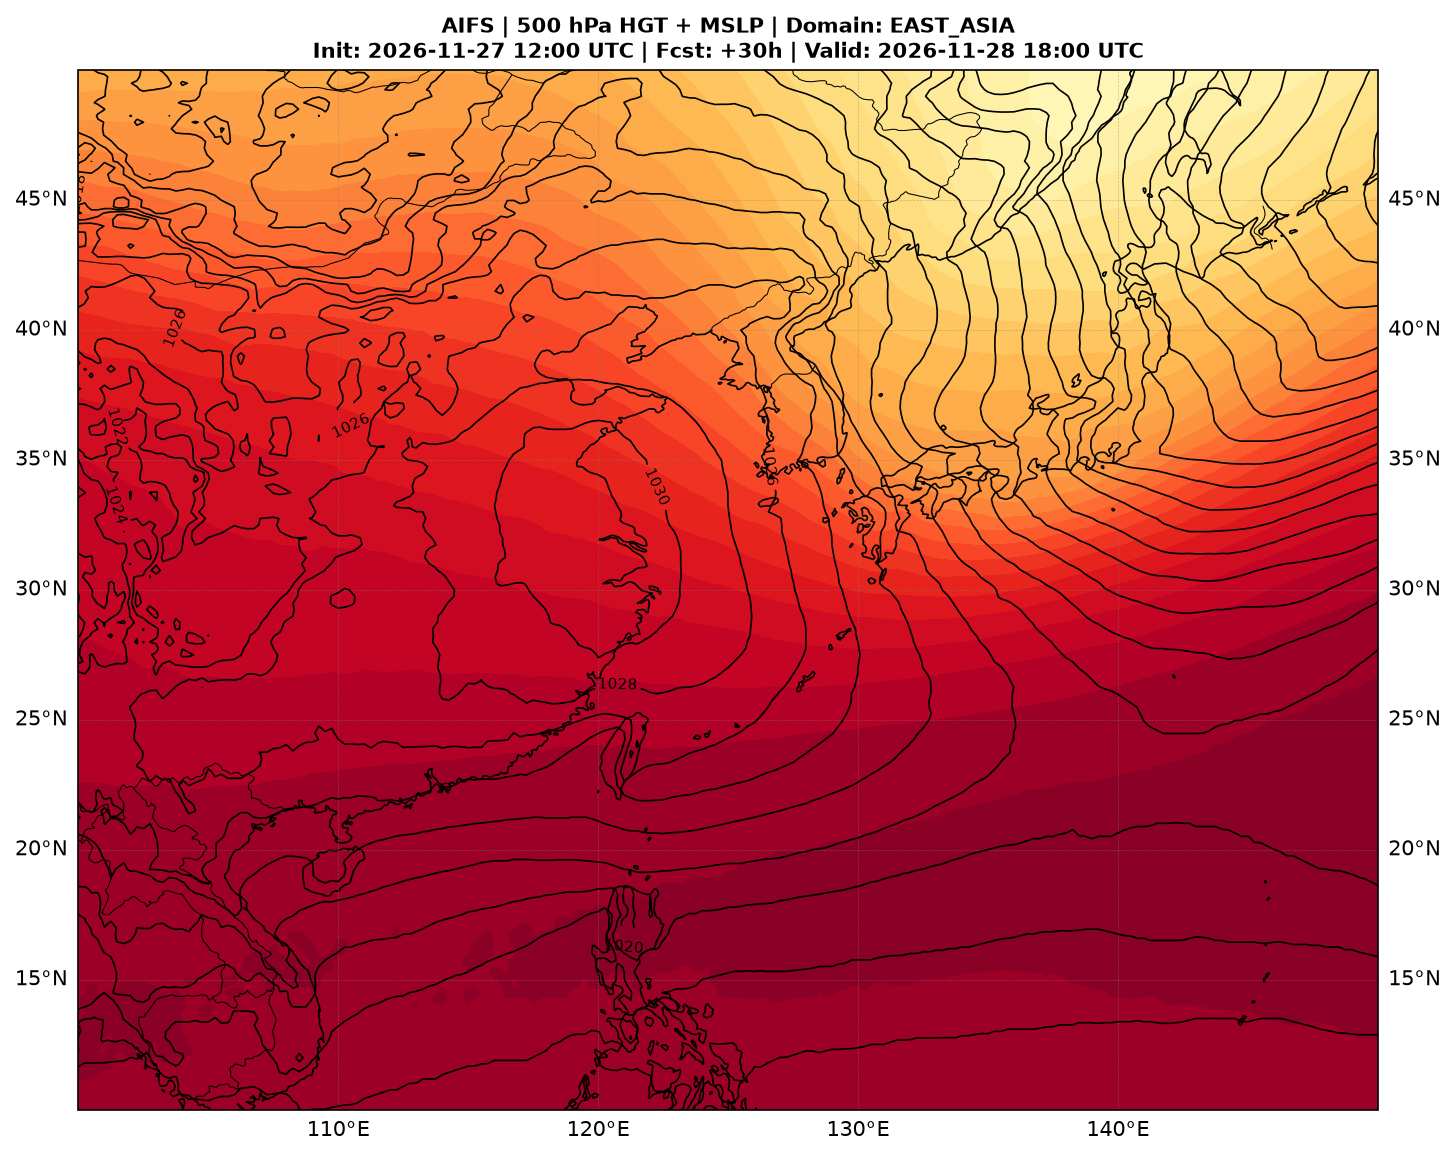 AIFS | 500 hPa HGT + MSLP | Domain: EAST_ASIA
Init: 2026-11-27 12:00 UTC | Fcst: +30h | Valid: 2026-11-28 18:00 UTC
45°N 45°N
1026
40°N 40°N
1022 1026
35°N 1026 35°N
1024 1030
30°N 30°N
1028
25°N 25°N
20°N 20°N
1020
15°N 15°N
110°E 120°E 130°E 140°E